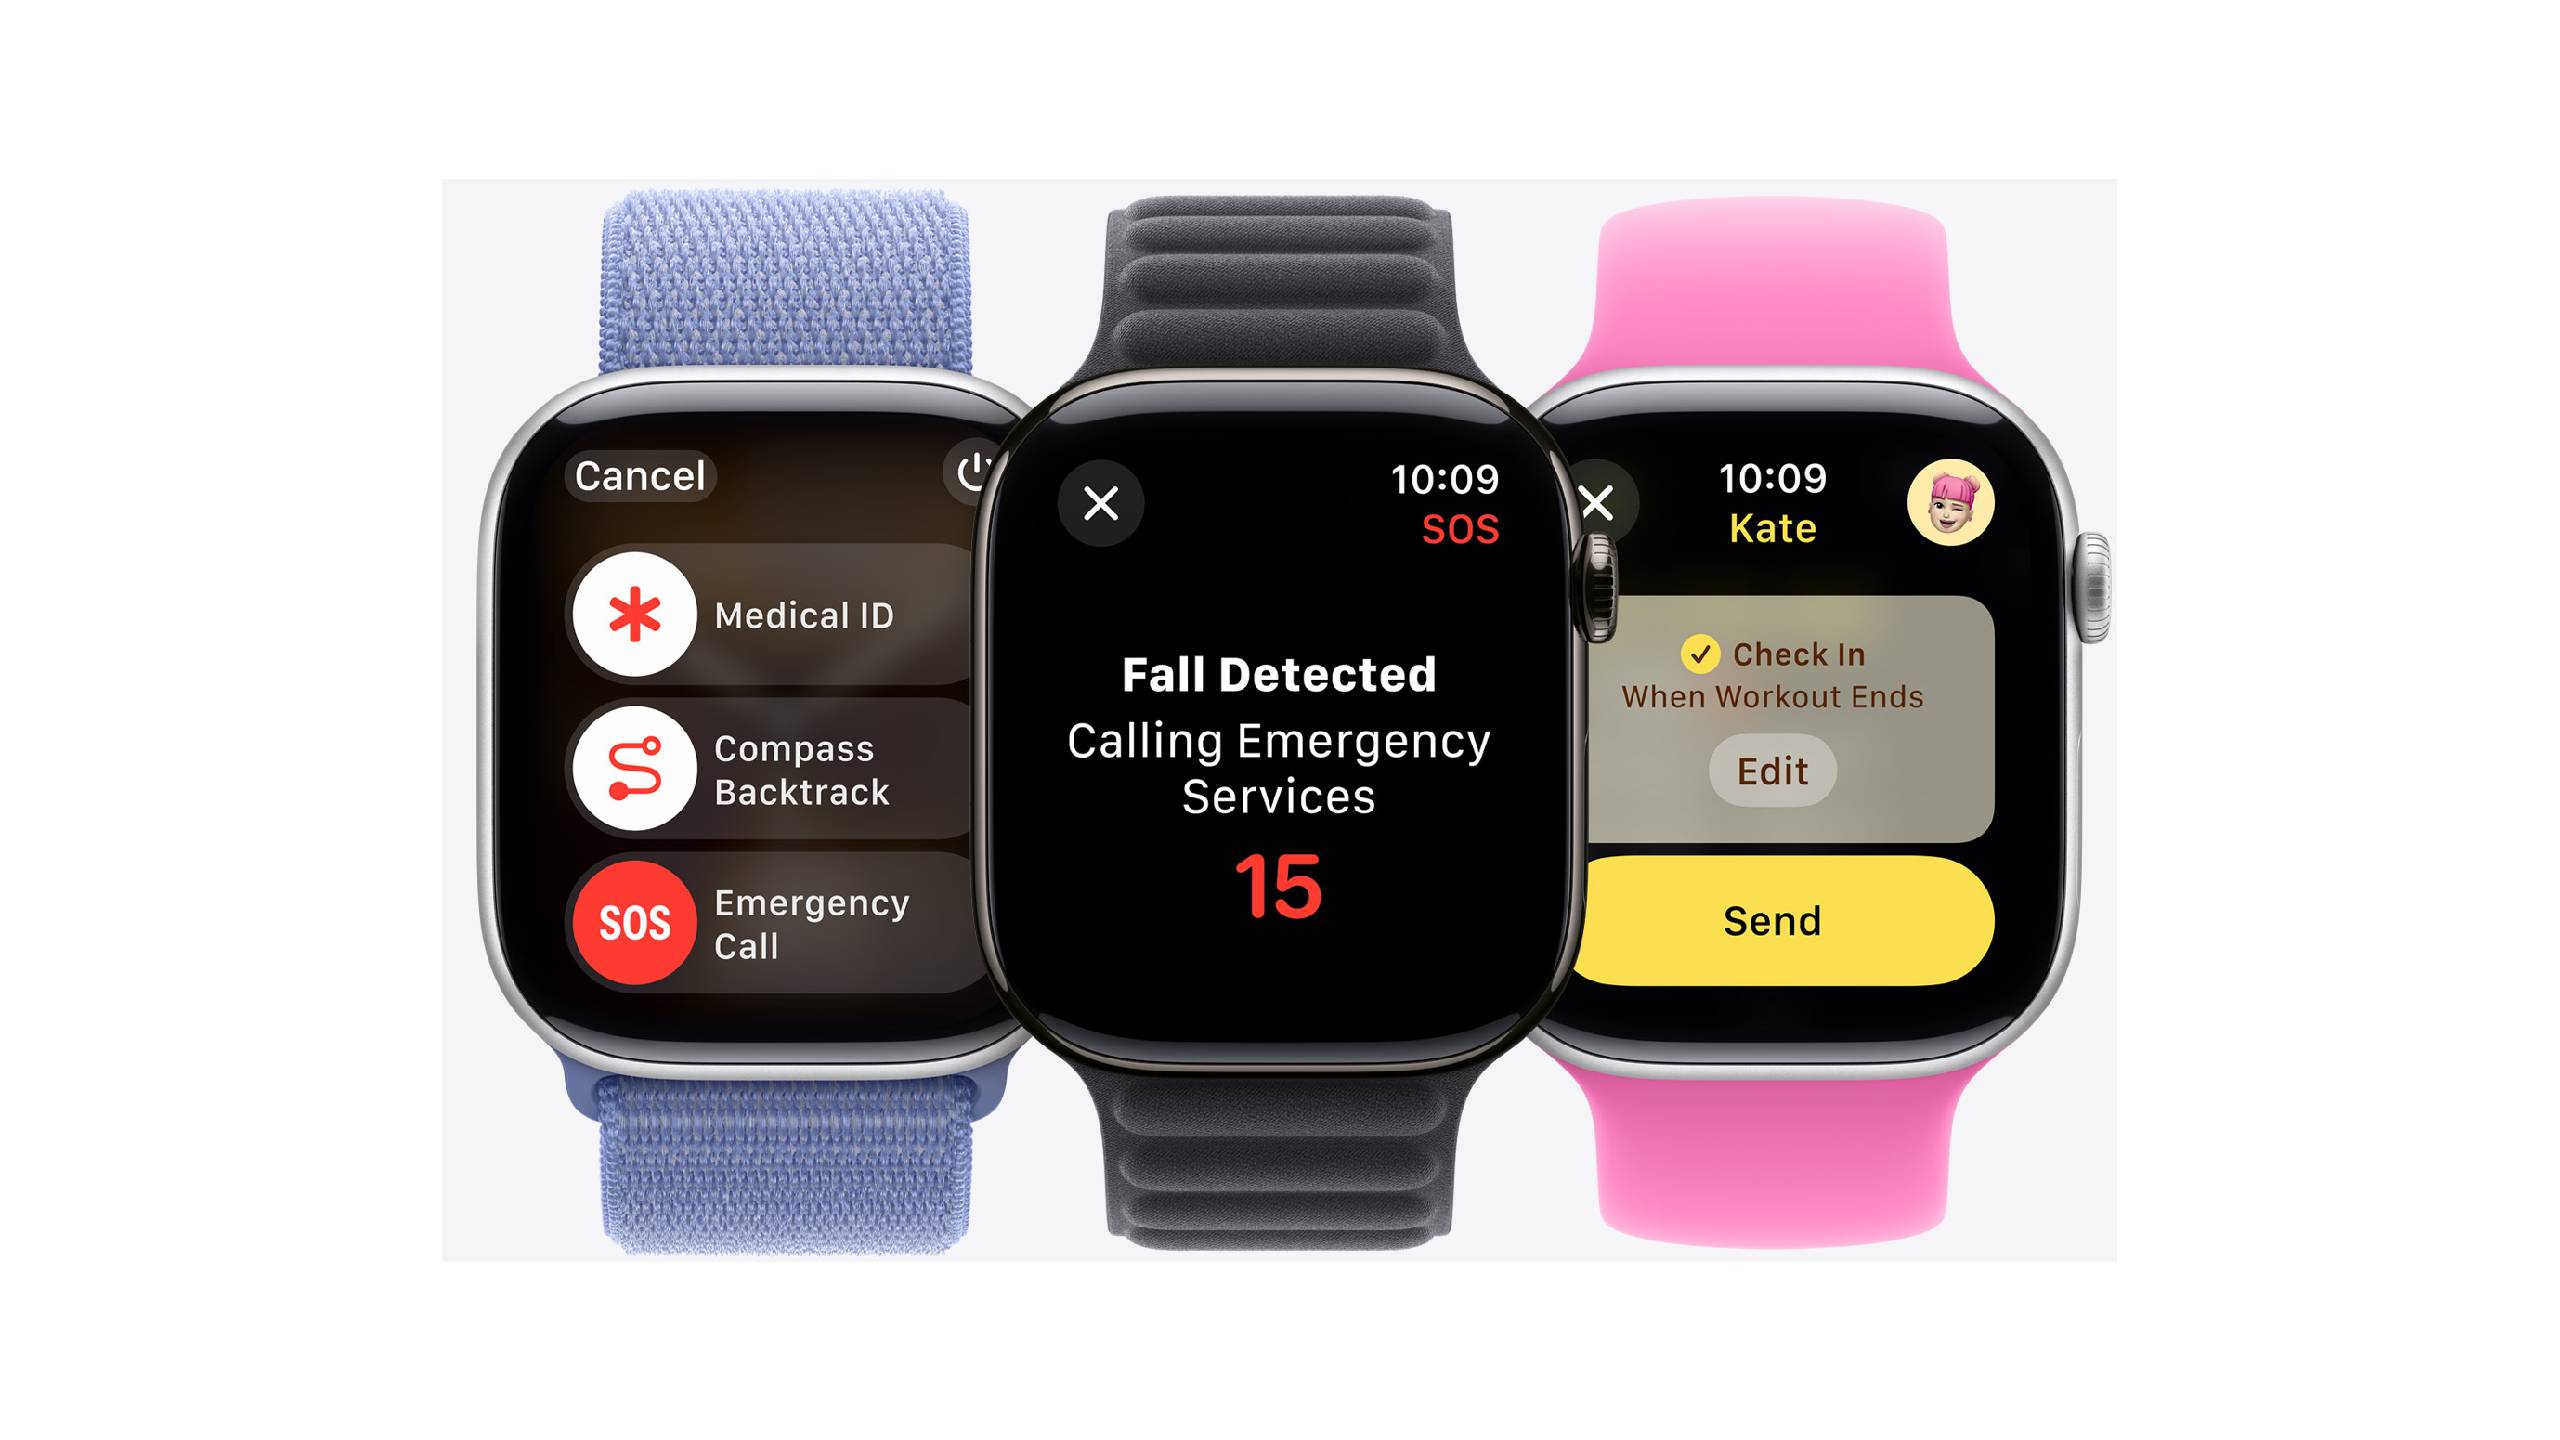 Cancel
Medical ID
Compass
Backtrack
SOS
Emergency
Call
10:09
SOS
Fall Detected
Calling Emergency
Services
15
10:09
Kate
Check In
When Workout Ends
Edit
Send